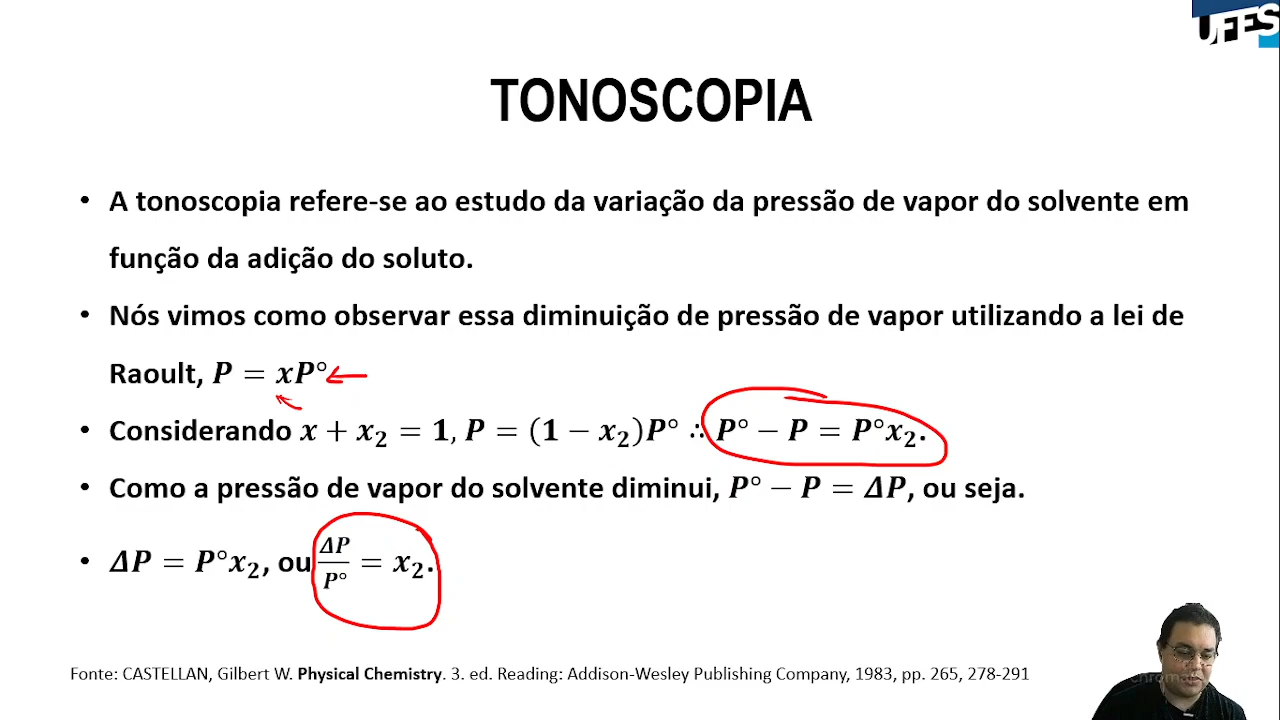 UFES
TONOSCOPIA
• A tonoscopia refere-se ao estudo da variação da pressão de vapor do solvente em
função da adição do soluto.
• Nós vimos como observar essa diminuição de pressão de vapor utilizando a lei de
Raoult, P = xP°
• Considerando x + x₂ = 1, P = (1 − x₂)P° ∴ P° − P = P°x₂.
• Como a pressão de vapor do solvente diminui, P° − P = ΔP, ou seja.
• ΔP = P°x₂, ou ΔP/P° = x₂.
Fonte: CASTELLAN, Gilbert W. Physical Chemistry. 3. ed. Reading: Addison-Wesley Publishing Company, 1983, pp. 265, 278-291